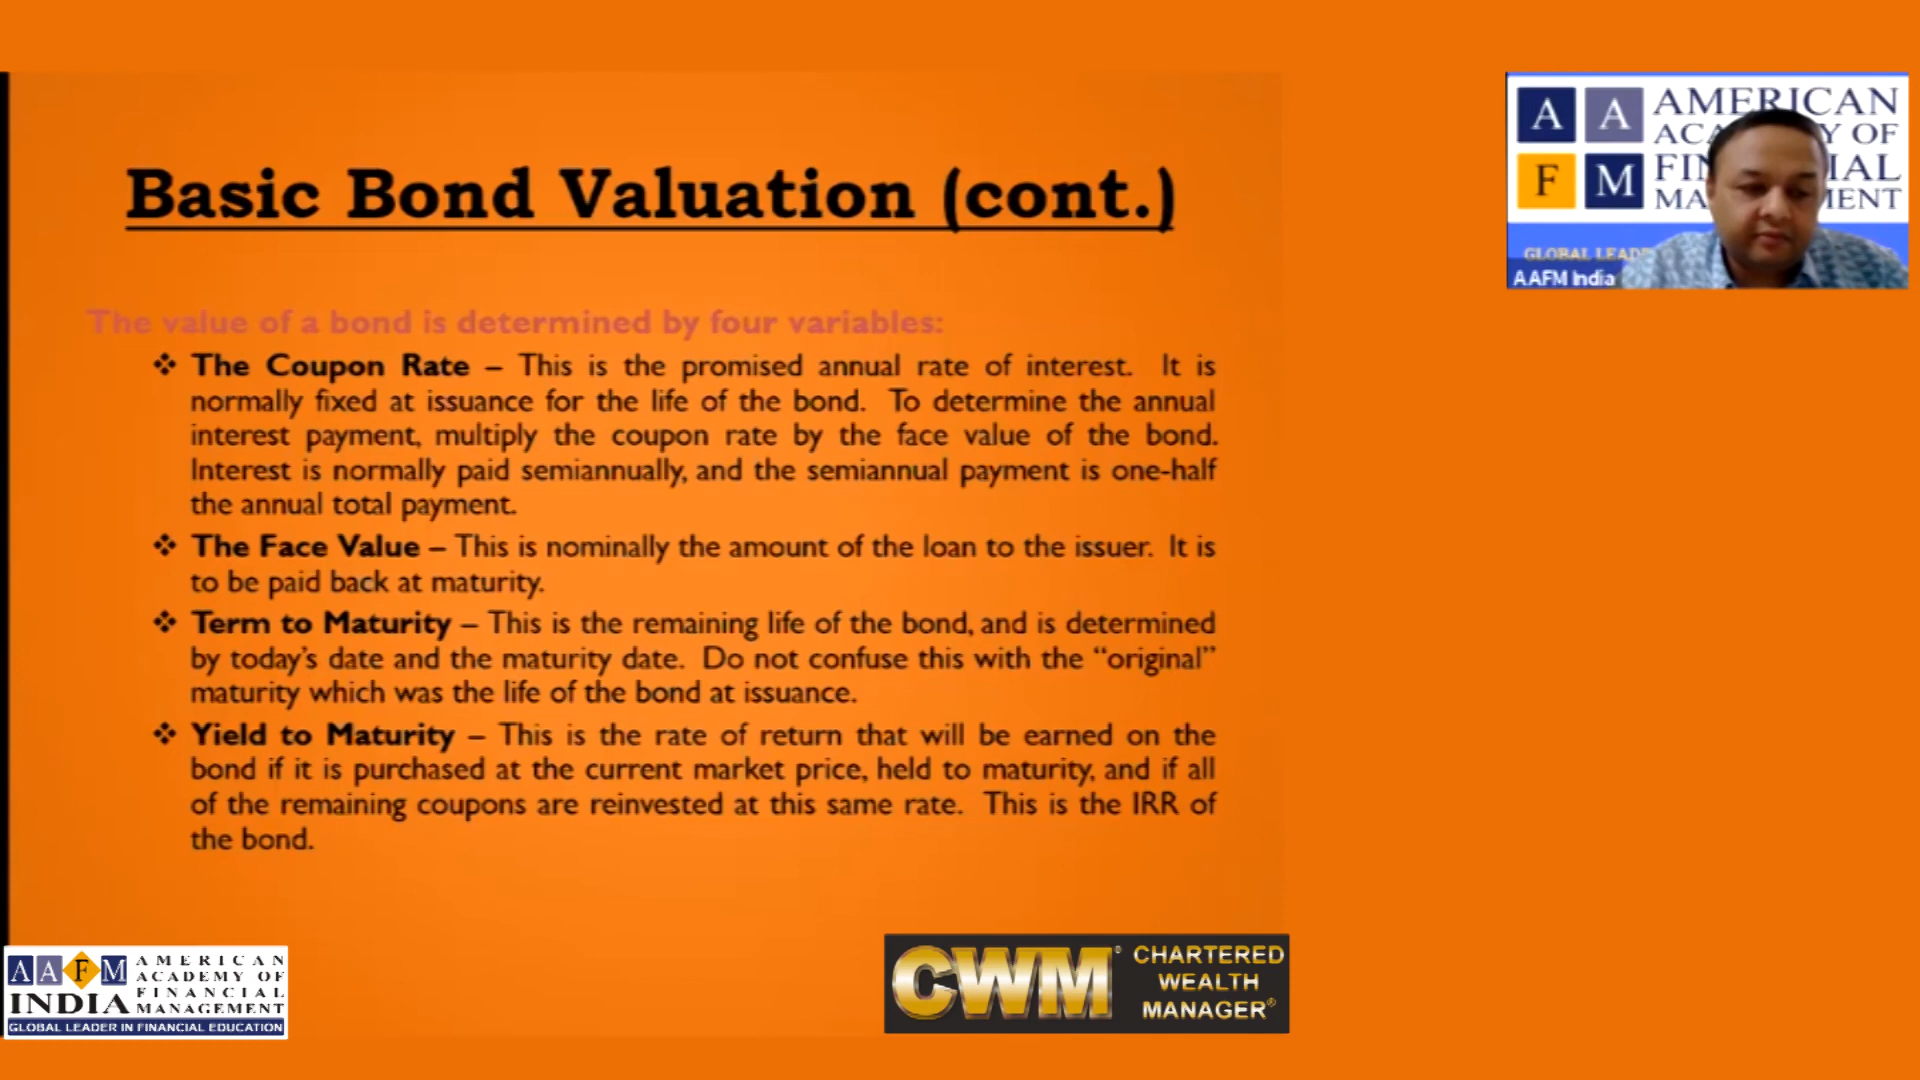 Basic Bond Valuation (cont.)
The value of a bond is determined by four variables:
❖ The Coupon Rate – This is the promised annual rate of interest. It is
normally fixed at issuance for the life of the bond. To determine the annual
interest payment, multiply the coupon rate by the face value of the bond.
Interest is normally paid semiannually, and the semiannual payment is one-half
the annual total payment.
❖ The Face Value – This is nominally the amount of the loan to the issuer. It is
to be paid back at maturity.
❖ Term to Maturity – This is the remaining life of the bond, and is determined
by today's date and the maturity date. Do not confuse this with the “original”
maturity which was the life of the bond at issuance.
❖ Yield to Maturity – This is the rate of return that will be earned on the
bond if it is purchased at the current market price, held to maturity, and if all
of the remaining coupons are reinvested at this same rate. This is the IRR of
the bond.
A A
F M
AMERICAN
Y OF
GLOBAL
AAFM India
AAFM
INDIA
AMERICAN
ACADEMY OF
FINANCIAL
MANAGEMENT
GLOBAL LEADER IN FINANCIAL EDUCATION
CWM®
CHARTERED
WEALTH
MANAGER®